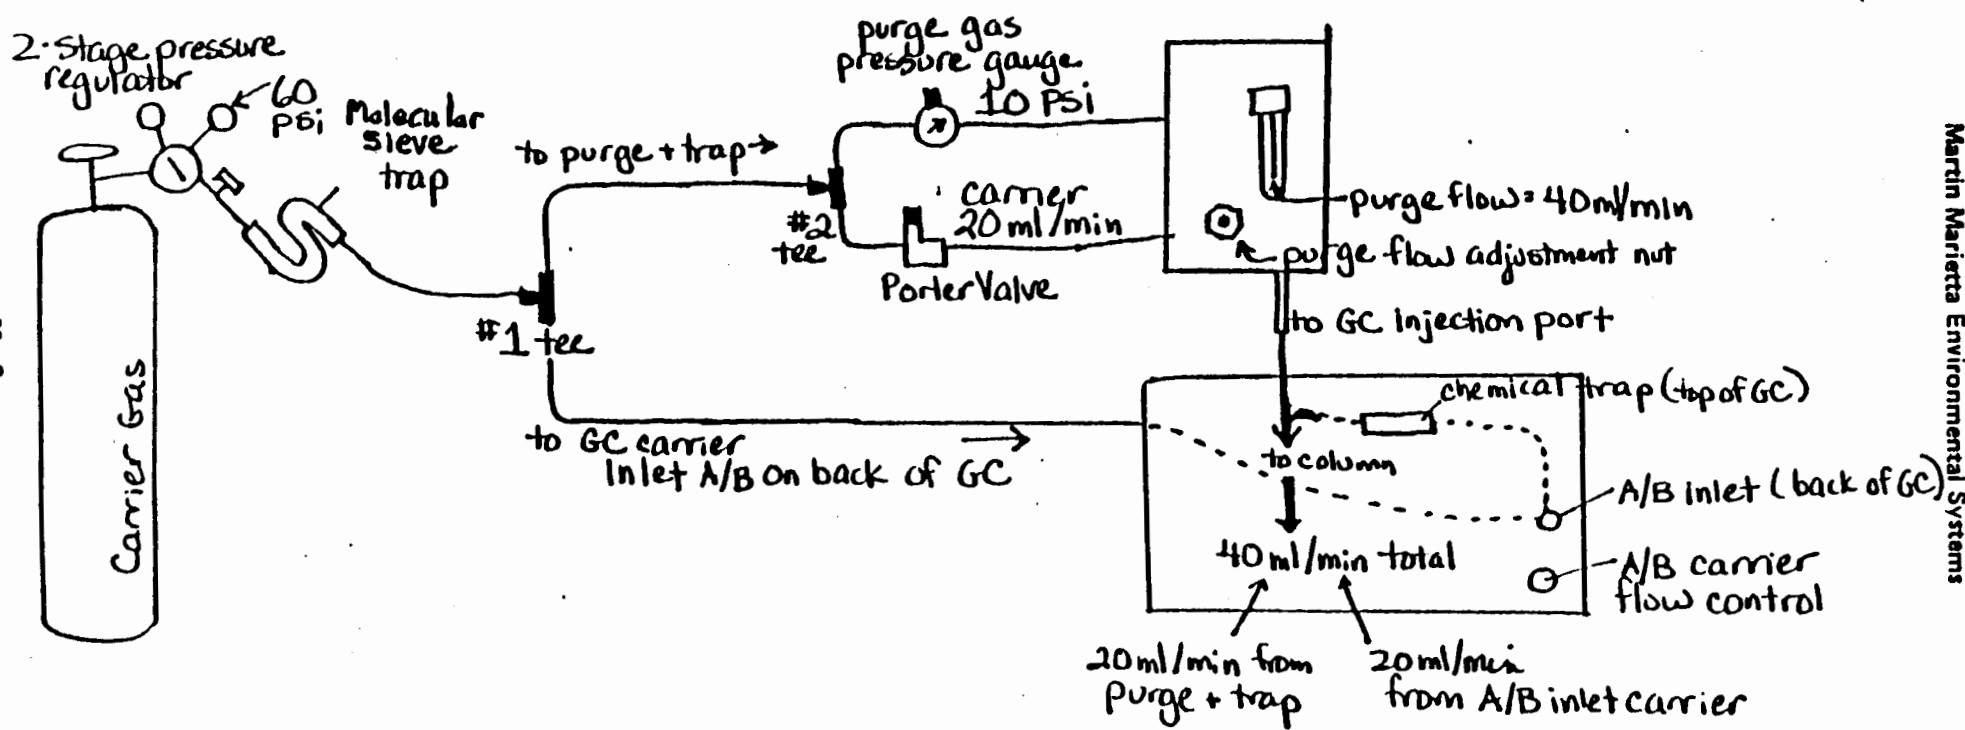 2-Stage pressure
regulator
60
psi
Molecular
sieve
trap
Carrier Gas
#1 tee
to purge + trap →
#2
tee
purge gas
pressure gauge
10 PSi
carrier
20 ml/min
Porter Valve
purge flow = 40ml/min
purge flow adjustment nut
to GC Injection port
to GC carrier
Inlet A/B on back of GC
chemical trap (top of GC)
to column
A/B inlet (back of GC)
40 ml/min total
A/B carrier
flow control
20 ml/min from
purge + trap
20 ml/min
from A/B inlet carrier
Martin Marietta Environmental Systems